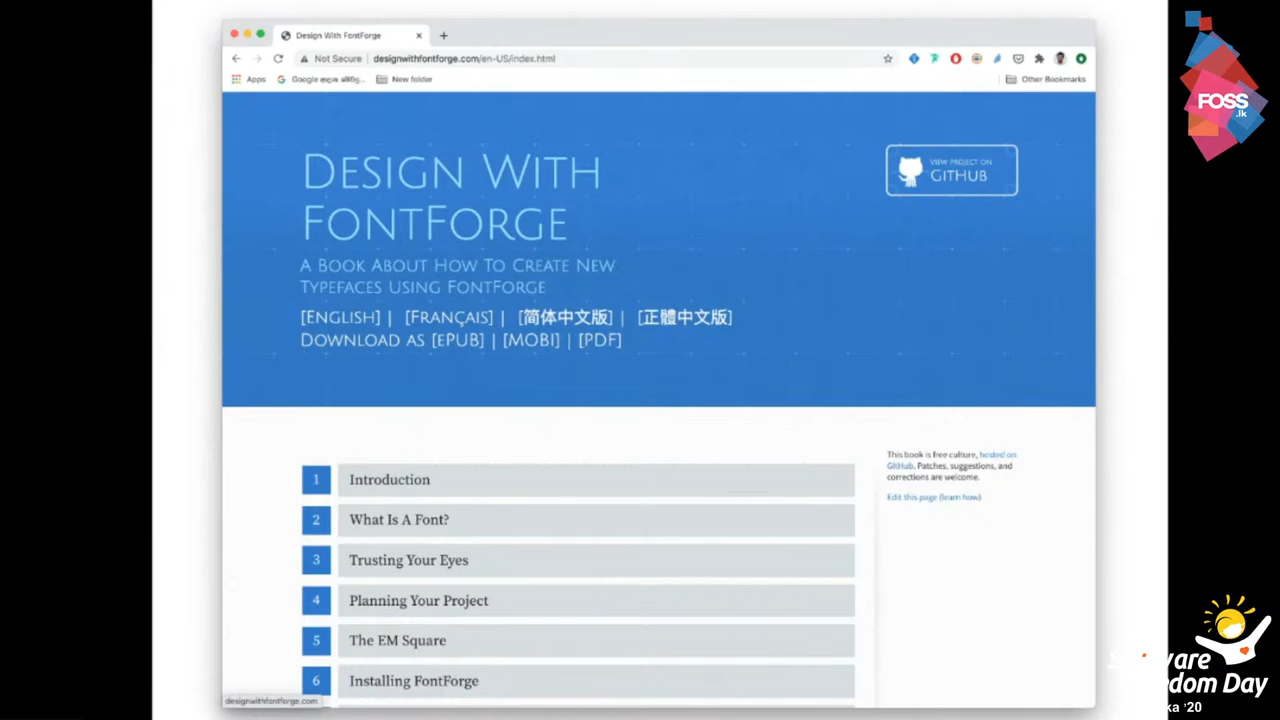 Design With FontForge
Not Secure
designwithfontforge.com/en-US/index.html
Apps
New folder
Other Bookmarks
DESIGN WITH
FONTFORGE
A BOOK ABOUT HOW TO CREATE NEW
TYPEFACES USING FONTFORGE
[ENGLISH] | [FRANÇAIS] | [简体中文版] | [正體中文版]
DOWNLOAD AS [EPUB] | [MOBI] | [PDF]
VIEW PROJECT ON
GITHUB
1 Introduction
2 What Is A Font?
3 Trusting Your Eyes
4 Planning Your Project
5 The EM Square
6 Installing FontForge
This book is free culture, hosted on
GitHub. Patches, suggestions, and
corrections are welcome.
Edit this page (learn how)
designwithfontforge.com
FOSS
.lk
Day
'20